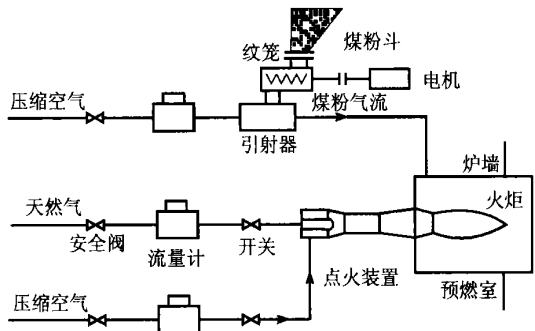 煤粉斗
纹笼
电机
压缩空气
煤粉气流
引射器
炉墙
天然气
火炬
安全阀
流量计
开关
点火装置
预燃室
压缩空气